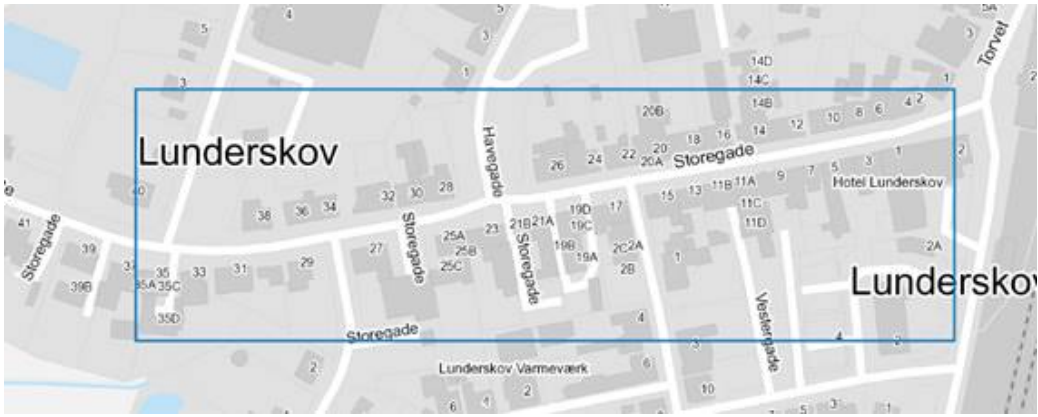 4
5
5A
3
3
Torvet
1
14D
14C
3
1
14B
20B
4
2
6
8
10
12
14
16
18
20
22
20A
24
26
Storegade
Havegade
Lunderskov
1
2
3
5
7
9
Hotel Lunderskov
11A
11B
13
15
11C
11D
17
19D
19C
19B
19A
21A
21B
23
28
30
32
34
36
38
40
41
Storegade
39
39B
37
35
35A
35C
35D
33
31
29
27
Storegade
25A
25B
25C
Storegade
2C
2A
2B
1
2A
Lunderskov
Vestergade
4
4
2
3
Storegade
2
Lunderskov Varmeværk
6
2
4
6
10
5
3
1